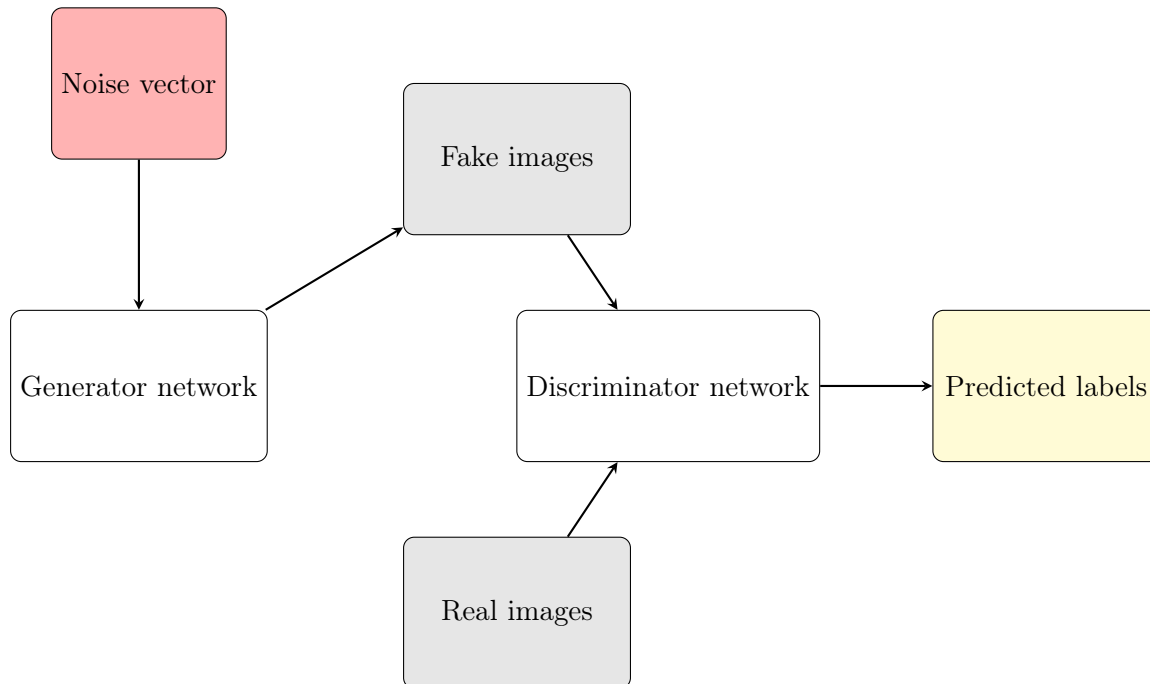 Noise vector
Fake images
Generator network
Discriminator network
Predicted labels
Real images